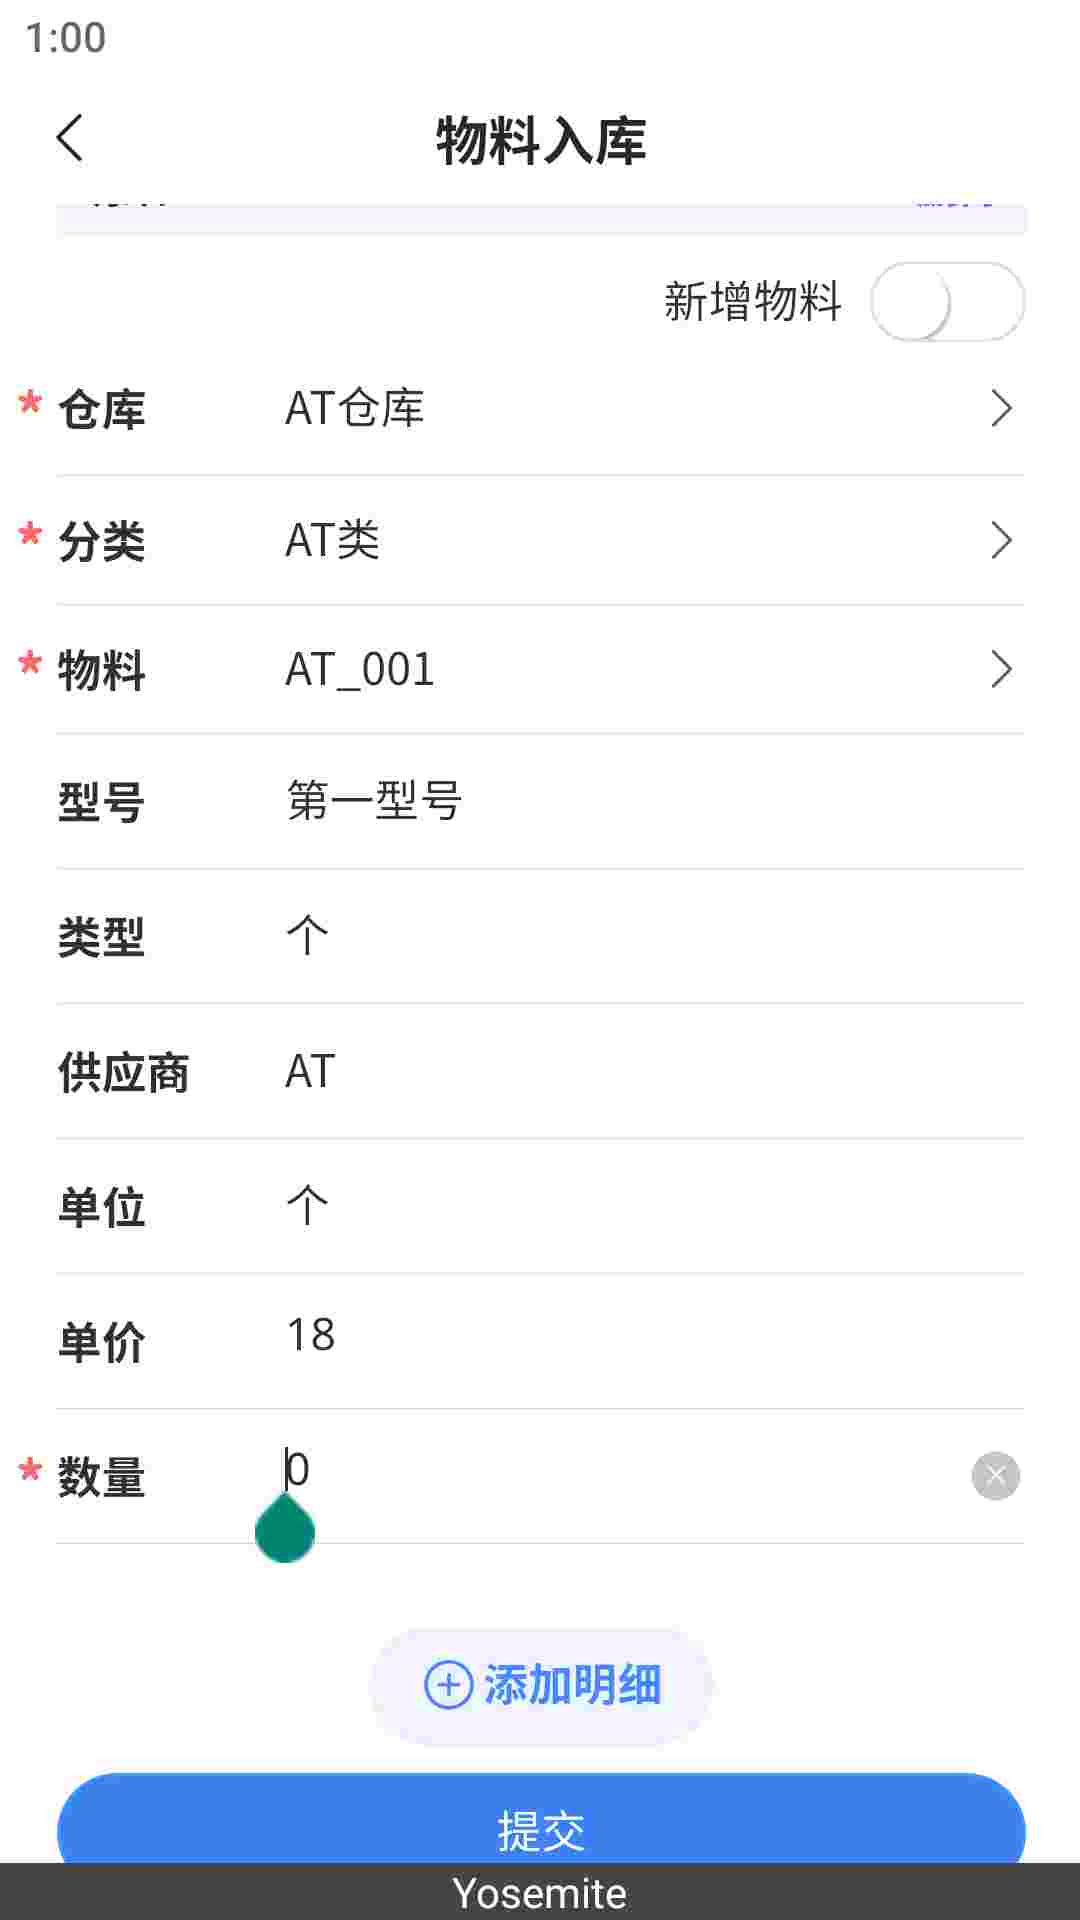 1:00
物料入库
新增物料
* 仓库 AT仓库
* 分类 AT类
* 物料 AT_001
型号 第一型号
类型 个
供应商 AT
单位 个
单价 18
* 数量 0
添加明细
提交
Yosemite